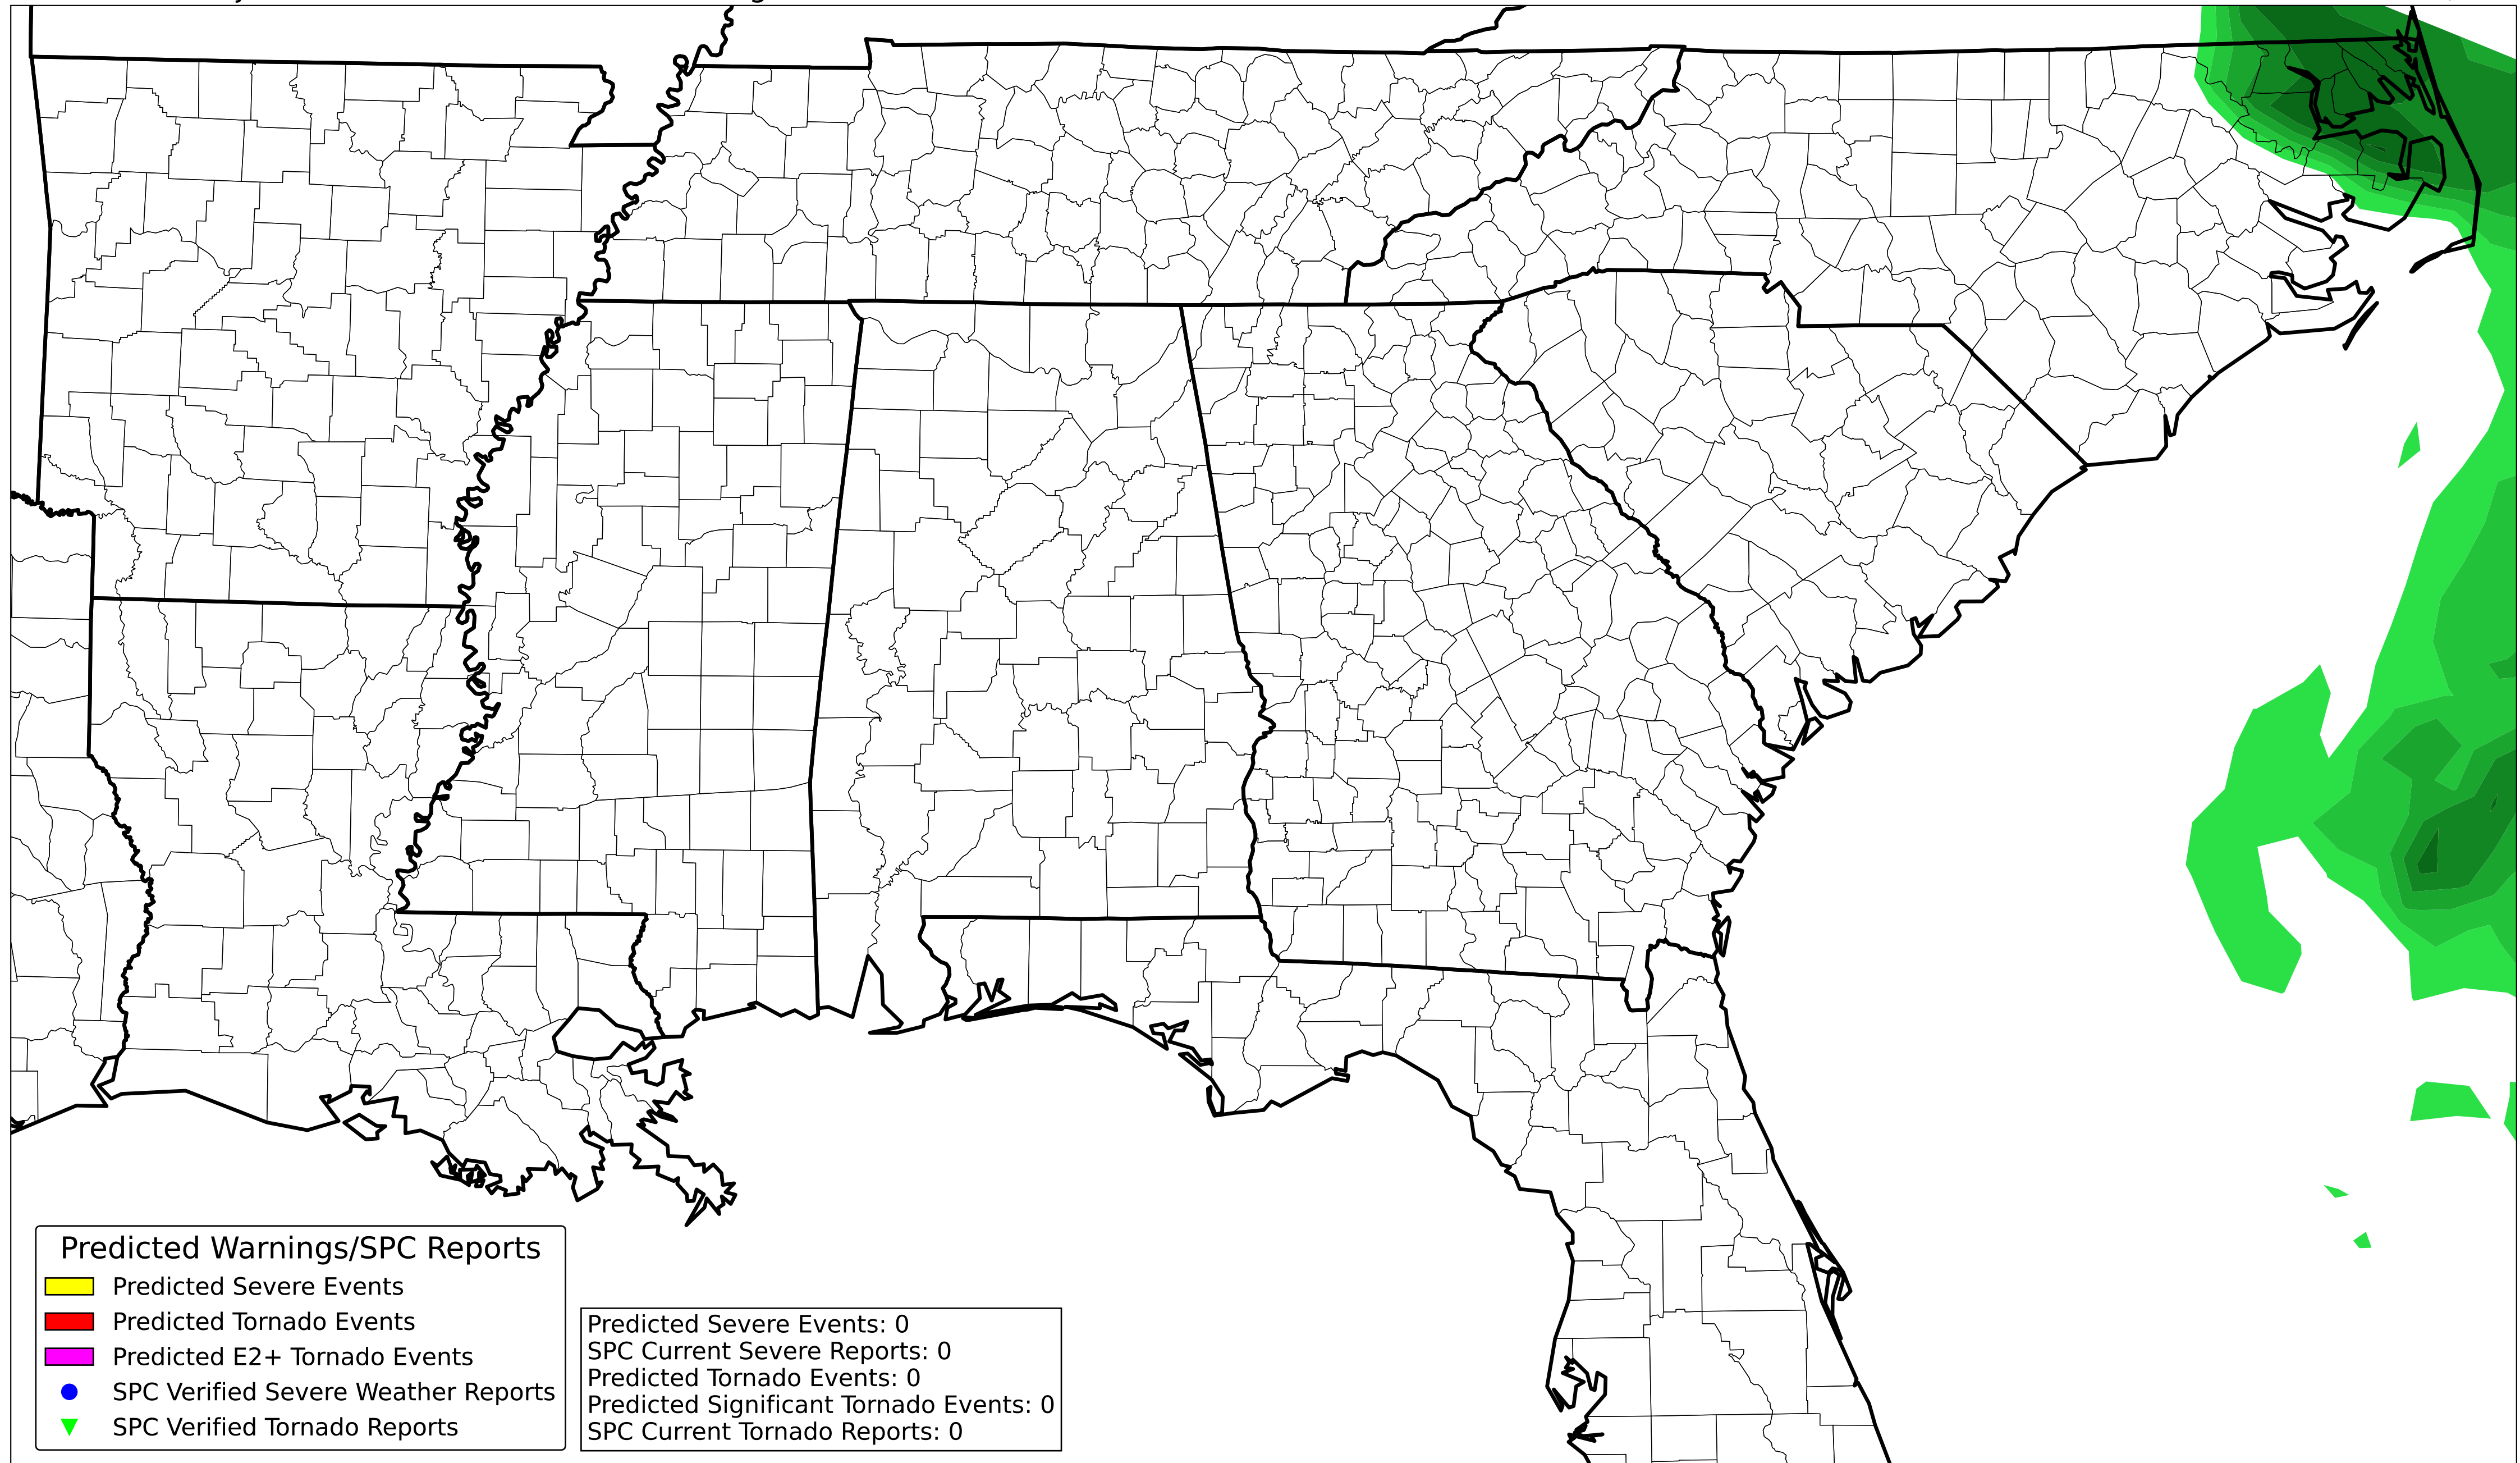 Predicted Warnings/SPC Reports
Predicted Severe Events
Predicted Tornado Events
Predicted E2+ Tornado Events
SPC Verified Severe Weather Reports
SPC Verified Tornado Reports
Predicted Severe Events: 0
SPC Current Severe Reports: 0
Predicted Tornado Events: 0
Predicted Significant Tornado Events: 0
SPC Current Tornado Reports: 0